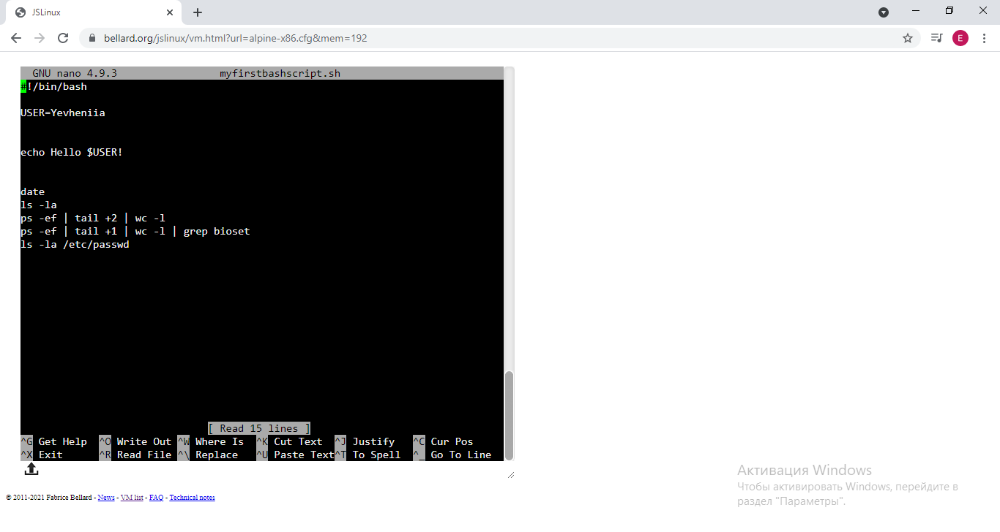 JSLinux
bellard.org/jslinux/vm.html?url=alpine-x86.cfg&mem=192
E
GNU nano 4.9.3 myfirstbashscript.sh
#!/bin/bash
USER=Yevheniia
echo Hello $USER!
date
ls -la
ps -ef | tail +2 | wc -l
ps -ef | tail +1 | wc -l | grep bioset
ls -la /etc/passwd
[ Read 15 lines ]
^G Get Help ^O Write Out ^W Where Is ^K Cut Text ^J Justify ^C Cur Pos
^X Exit ^R Read File ^\ Replace ^U Paste Text^T To Spell ^_ Go To Line
Активация Windows
Чтобы активировать Windows, перейдите в
раздел "Параметры".
© 2011-2021 Fabrice Bellard - News - VM list - FAQ - Technical notes